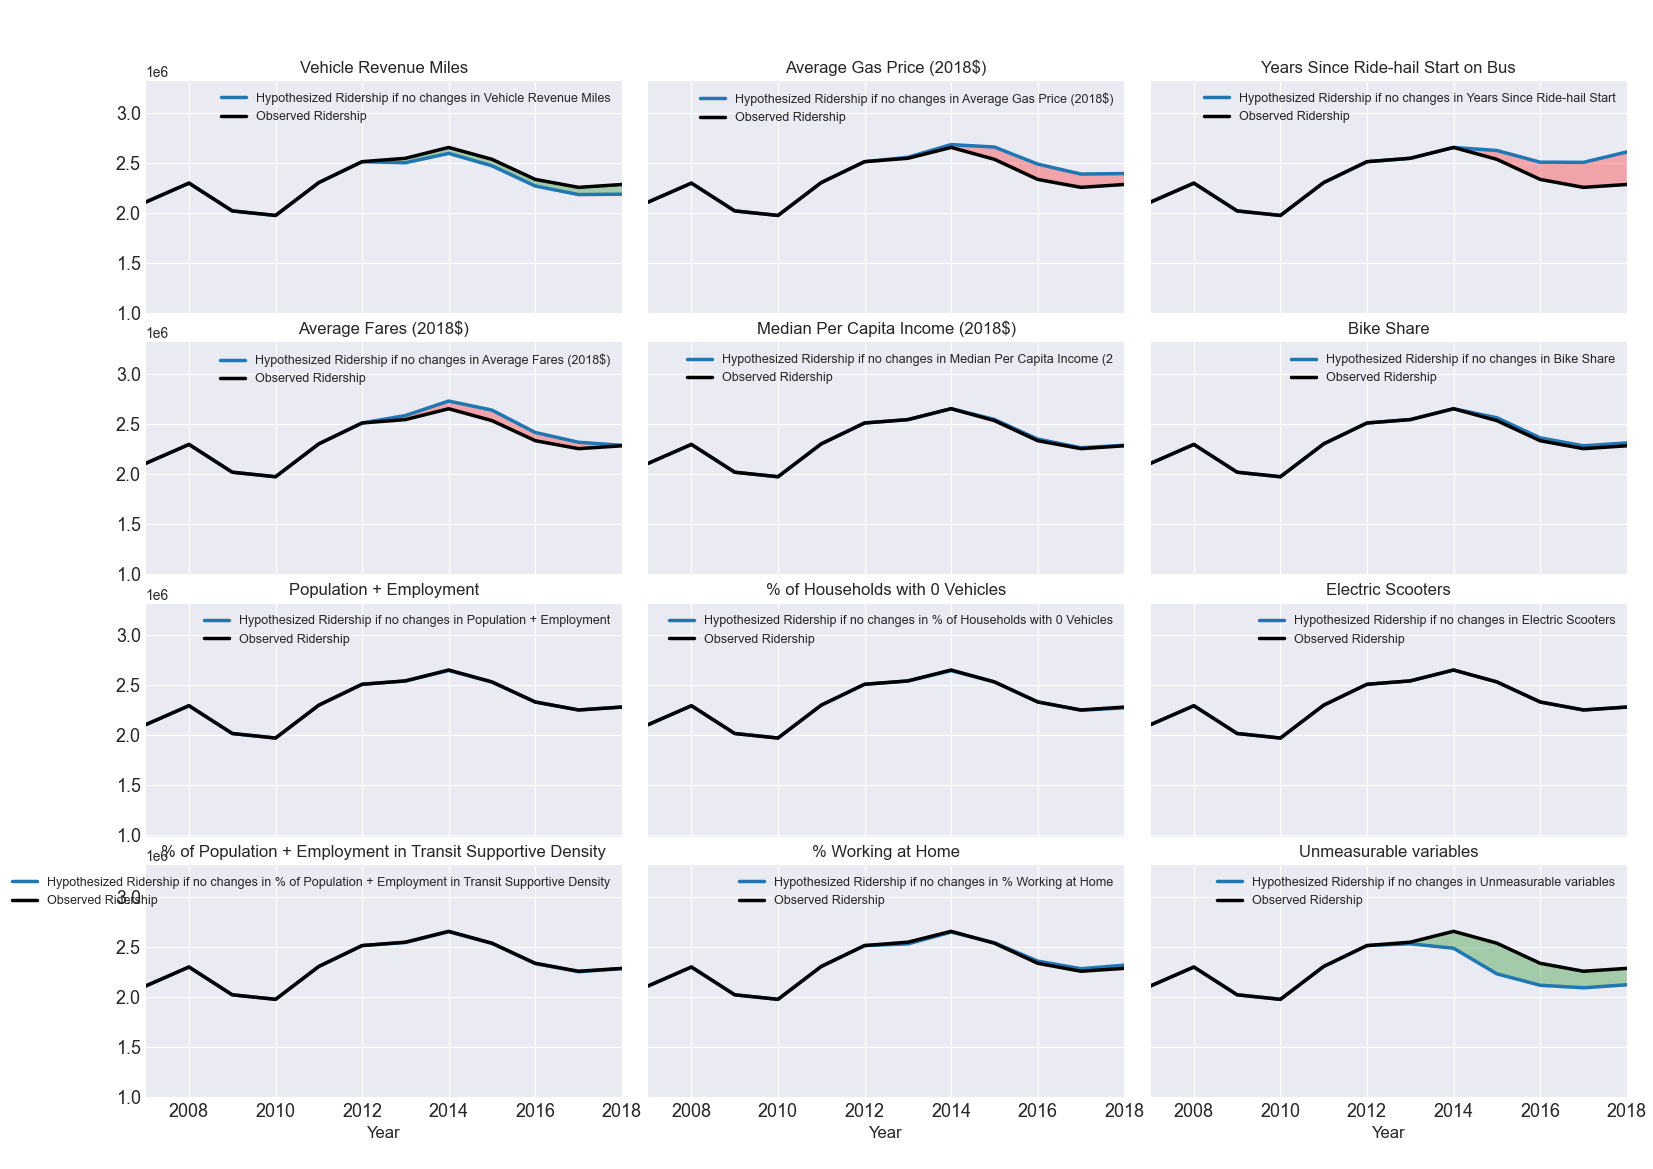 Vehicle Revenue Miles
1e6
Hypothesized Ridership if no changes in Vehicle Revenue Miles
Observed Ridership
3.0
2.5
2.0
1.5
1.0
Average Gas Price (2018$)
Hypothesized Ridership if no changes in Average Gas Price (2018$)
Observed Ridership
Years Since Ride-hail Start on Bus
Hypothesized Ridership if no changes in Years Since Ride-hail Start
Observed Ridership
Average Fares (2018$)
1e6
Hypothesized Ridership if no changes in Average Fares (2018$)
Observed Ridership
3.0
2.5
2.0
1.5
1.0
Median Per Capita Income (2018$)
Hypothesized Ridership if no changes in Median Per Capita Income (2
Observed Ridership
Bike Share
Hypothesized Ridership if no changes in Bike Share
Observed Ridership
Population + Employment
1e6
Hypothesized Ridership if no changes in Population + Employment
Observed Ridership
3.0
2.5
2.0
1.5
1.0
% of Households with 0 Vehicles
Hypothesized Ridership if no changes in % of Households with 0 Vehicles
Observed Ridership
Electric Scooters
Hypothesized Ridership if no changes in Electric Scooters
Observed Ridership
% of Population + Employment in Transit Supportive Density
1e6
Hypothesized Ridership if no changes in % of Population + Employment in Transit Supportive Density
Observed Ridership
3.0
2.5
2.0
1.5
1.0
2008 2010 2012 2014 2016 2018
Year
% Working at Home
Hypothesized Ridership if no changes in % Working at Home
Observed Ridership
2008 2010 2012 2014 2016 2018
Year
Unmeasurable variables
Hypothesized Ridership if no changes in Unmeasurable variables
Observed Ridership
2008 2010 2012 2014 2016 2018
Year